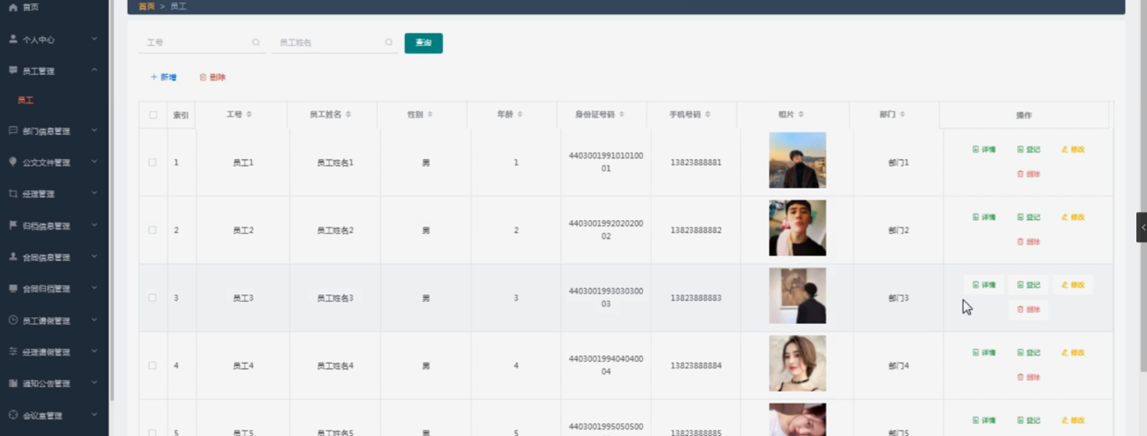 首页
个人中心
员工管理
员工
部门信息管理
公文文件管理
经理管理
归档信息管理
合同信息管理
合同归档管理
员工请假管理
经理请假管理
通知公告管理
会议室管理
首页 > 员工
工号 员工姓名 查询
+ 新增 删除
索引 工号 员工姓名 性别 年龄 身份证号码 手机号码 相片 部门 操作
1 员工1 员工姓名1 男 1 440300199101010001 13823888881 部门1 详情 登记 修改
删除
2 员工2 员工姓名2 男 2 440300199202020002 13823888882 部门2 详情 登记 修改
删除
3 员工3 员工姓名3 男 3 440300199303030003 13823888883 部门3 详情 登记 修改
删除
4 员工4 员工姓名4 男 4 440300199404040004 13823888884 部门4 详情 登记 修改
删除
5 员工5 员工姓名5 男 5 4403001995050500 13823888885 部门5 详情 登记 修改